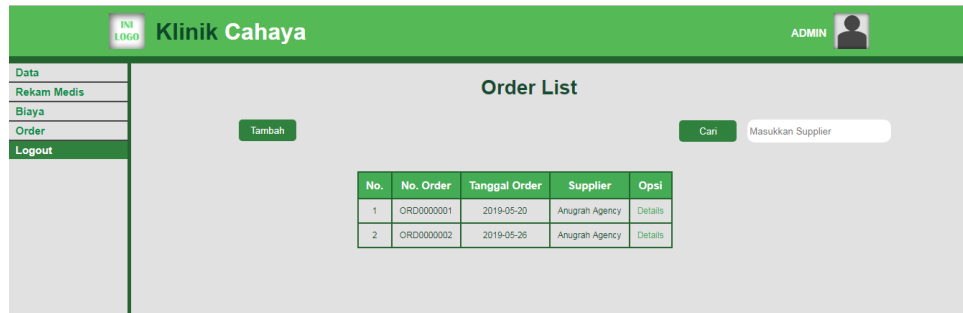 INI
LOGO
Klinik Cahaya
ADMIN
Data
Rekam Medis
Biaya
Order
Logout
Order List
Tambah
Cari
Masukkan Supplier
No. No. Order Tanggal Order Supplier Opsi
1 ORD0000001 2019-05-20 Anugrah Agency Details
2 ORD0000002 2019-05-26 Anugrah Agency Details